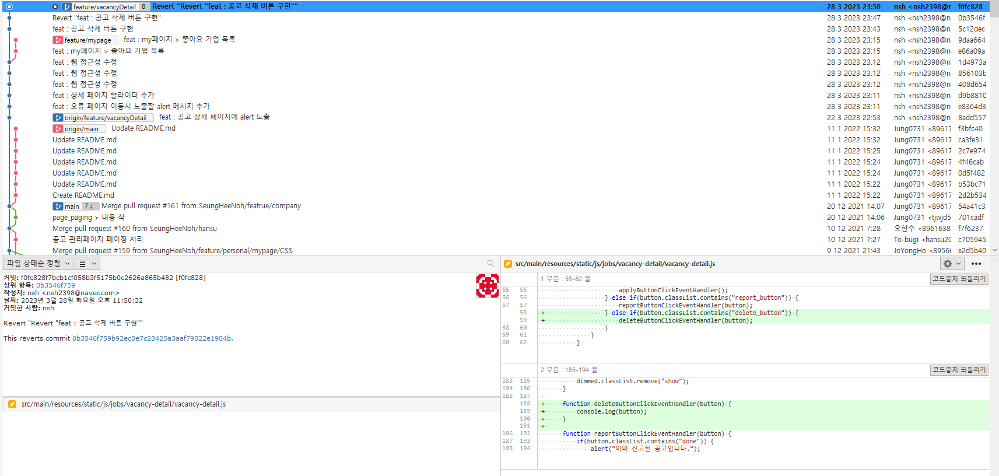 feature/vacancyDetail 8 Revert "Revert "feat : 공고 삭제 버튼 구현"" 28 3 2023 23:50 nsh <nsh2398@n f0fc828
Revert "feat : 공고 삭제 버튼 구현" 28 3 2023 23:47 nsh <nsh2398@n 0b3546f
feat : 공고 삭제 버튼 구현 28 3 2023 23:43 nsh <nsh2398@n 5c12dec
feature/mypage feat : my페이지 > 좋아요 기업 목록 28 3 2023 23:15 nsh <nsh2398@n 9daa664
feat : my페이지 > 좋아요 기업 목록 28 3 2023 23:15 nsh <nsh2398@n e86a09a
feat : 웹 접근성 수정 28 3 2023 23:12 nsh <nsh2398@n 1d4973a
feat : 웹 접근성 수정 28 3 2023 23:12 nsh <nsh2398@n 856103b
feat : 웹 접근성 수정 28 3 2023 23:12 nsh <nsh2398@n 408d654
feat : 상세 페이지 슬라이더 추가 28 3 2023 23:11 nsh <nsh2398@n d9b8810
feat : 오류 페이지 이동시 노출할 alert 메시지 추가 28 3 2023 23:11 nsh <nsh2398@n e8364d3
origin/feature/vacancyDetail feat : 공고 상세 페이지에 alert 노출 22 3 2023 22:53 nsh <nsh2398@n 8add557
origin/main Update README.md 11 1 2022 15:32 Jung0731 <89617 f3bfc40
Update README.md 11 1 2022 15:32 Jung0731 <89617 ca3fe31
Update README.md 11 1 2022 15:25 Jung0731 <89617 2c7e974
Update README.md 11 1 2022 15:24 Jung0731 <89617 4f46cab
Update README.md 11 1 2022 15:24 Jung0731 <89617 0d5f482
Update README.md 11 1 2022 15:22 Jung0731 <89617 b53bc71
Create README.md 11 1 2022 15:22 Jung0731 <89617 2d2b534
main 7↓ Merge pull request #161 from SeungHeeNoh/featrue/company 20 12 2021 14:07 Jung0731 <89617 54a41c3
page_paging > 내용 삭 20 12 2021 14:06 Jung0731 <tjwjd5 701cadf
Merge pull request #160 from SeungHeeNoh/hansu 10 12 2021 7:28 오한수 <8961638 f7f6237
공고 관리페이지 페이징 처리 10 12 2021 7:27 To-bugi <hansu20 c705945
Merge pull request #159 from SeungHeeNoh/feature/personal/mypage/CSS 9 12 2021 21:43 JoYongHo <89566 e2d5b40
파일 상태순 정렬
커밋: f0fc828f7bcb1cf058b3f5175b0c2626a865b482 [f0fc828]
상위 항목: 0b3546f759
작성자: nsh <nsh2398@naver.com>
날짜: 2023년 3월 28일 화요일 오후 11:50:32
커밋한 사람: nsh
Revert "Revert "feat : 공고 삭제 버튼 구현""
This reverts commit 0b3546f759b92ec8e7c28425a3aaf79822e1904b.
src/main/resources/static/js/jobs/vacancy-detail/vacancy-detail.js
src/main/resources/static/js/jobs/vacancy-detail/vacancy-detail.js
1 부분 : 55-62 줄 코드뭉치 되돌리기
55 55 applyButtonClickEventHandler();
56 56 } else if(button.classList.contains("report_button")) {
57 57 reportButtonClickEventHandler(button);
58 + } else if(button.classList.contains("delete_button")) {
59 + deleteButtonClickEventHandler(button);
58 60 }
59 61 }
60 62 }
2 부분 : 185-194 줄 코드뭉치 되돌리기
183 185 dimmed.classList.remove("show");
184 186 }
185 187
188 + function deleteButtonClickEventHandler(button) {
189 + console.log(button);
190 + }
191 +
186 192 function reportButtonClickEventHandler(button) {
187 193 if(button.classList.contains("done")) {
188 194 alert("이미 신고된 공고입니다.");